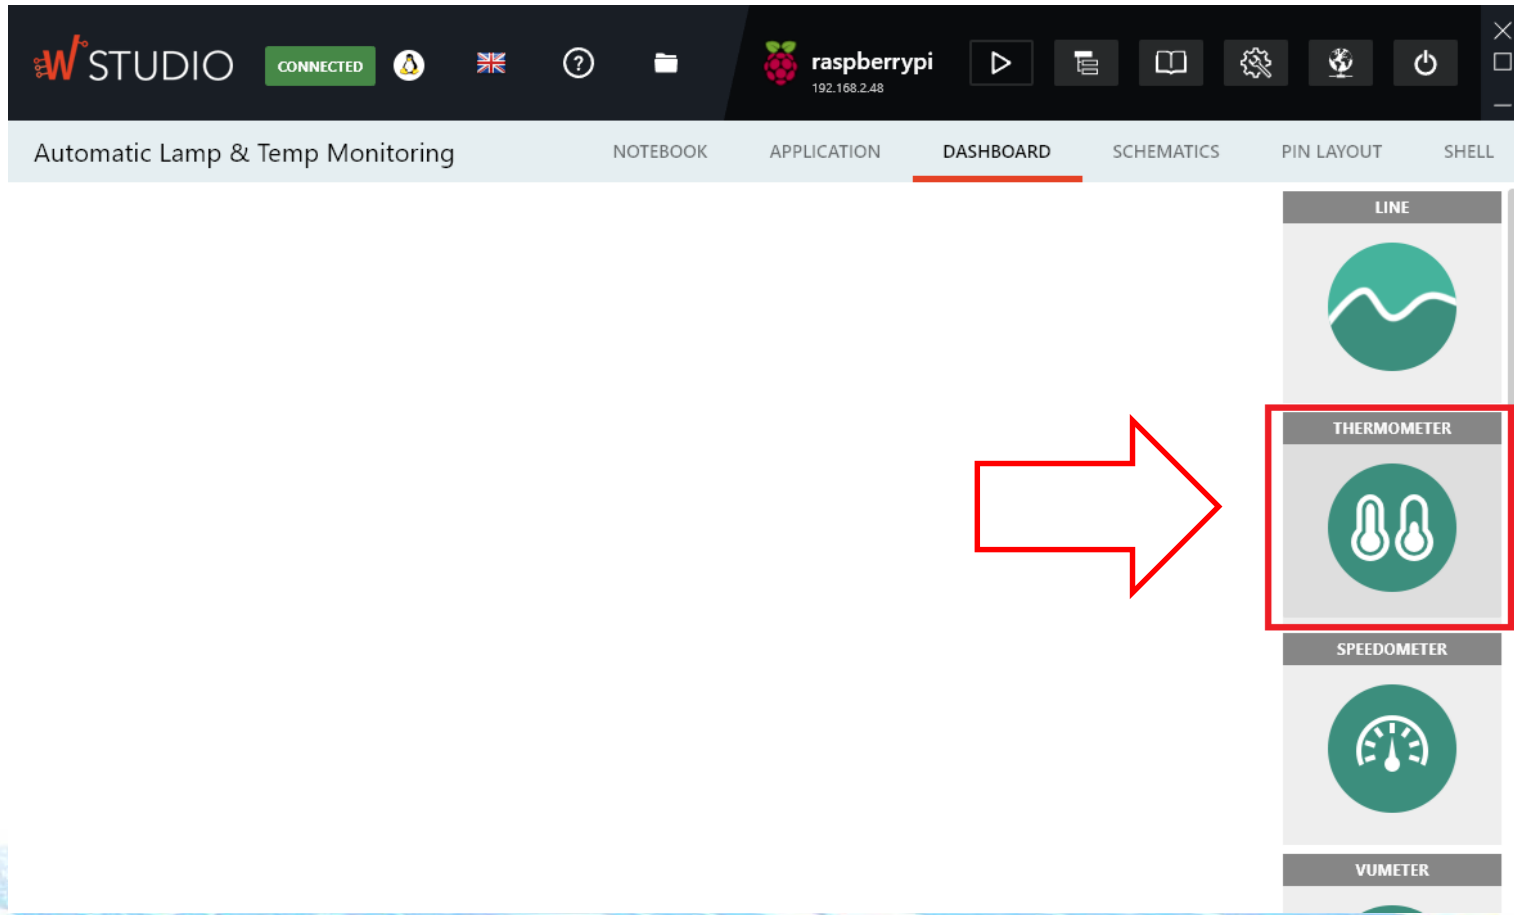 W STUDIO
CONNECTED
raspberrypi
192.168.2.48
Automatic Lamp & Temp Monitoring
NOTEBOOK
APPLICATION
DASHBOARD
SCHEMATICS
PIN LAYOUT
SHELL
LINE
THERMOMETER
SPEEDOMETER
VUMETER